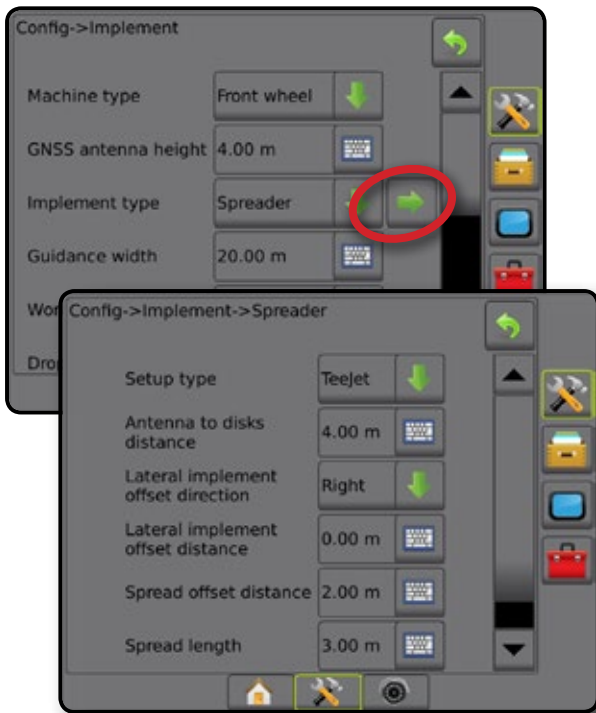 Config->Implement
Machine type Front wheel
GNSS antenna height 4.00 m
Implement type Spreader
Guidance width 20.00 m
Wor
Dro
Config->Implement->Spreader
Setup type TeeJet
Antenna to disks
distance 4.00 m
Lateral implement
offset direction Right
Lateral implement
offset distance 0.00 m
Spread offset distance 2.00 m
Spread length 3.00 m